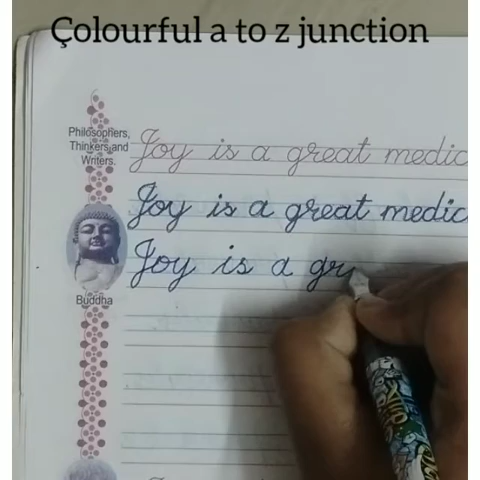 Çolourful a to z junction
Philosophers,
Thinkers and
Writers.
Joy is a great medic
Joy is a great medic
Joy is a gr
Buddha